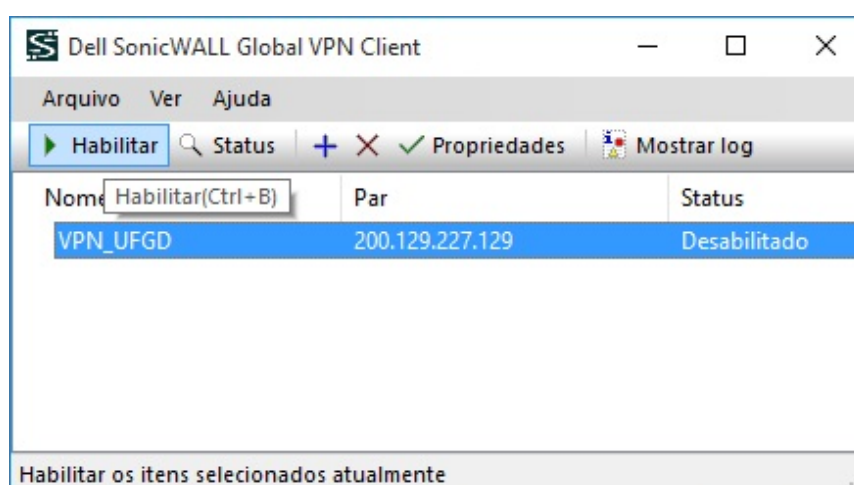 Dell SonicWALL Global VPN Client
Arquivo Ver Ajuda
Habilitar Status Propriedades Mostrar log
Nome Par Status
Habilitar(Ctrl+B)
VPN_UFGD 200.129.227.129 Desabilitado
Habilitar os itens selecionados atualmente